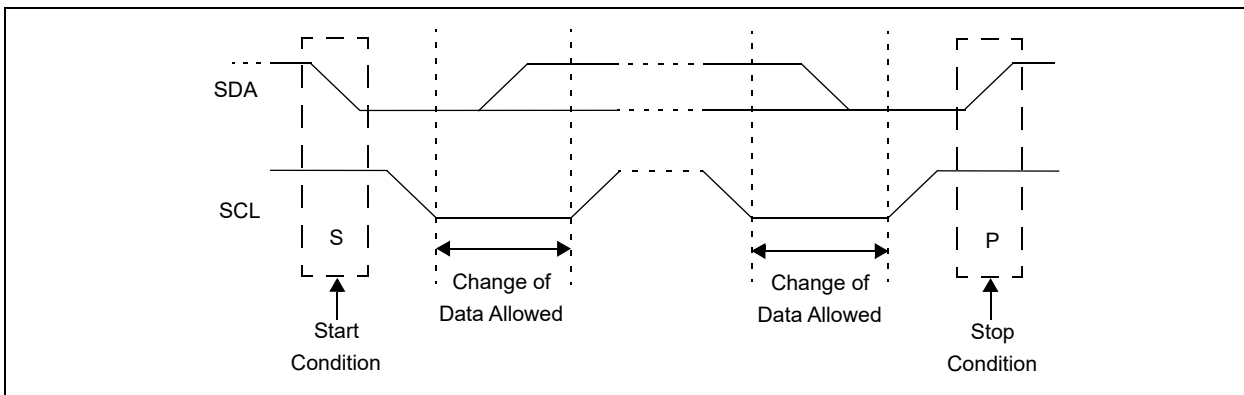 SDA
SCL
S
P
Change of
Data Allowed
Change of
Data Allowed
Start
Condition
Stop
Condition